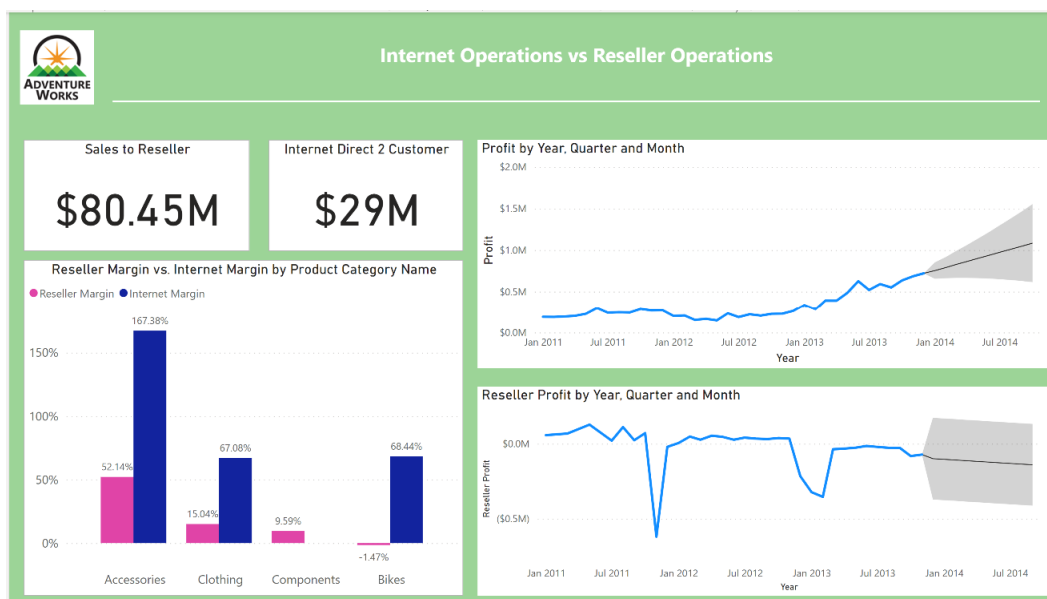 Internet Operations vs Reseller Operations
ADVENTURE
WORKS
Sales to Reseller
$80.45M
Internet Direct 2 Customer
$29M
Reseller Margin vs. Internet Margin by Product Category Name
Reseller Margin Internet Margin
150%
100%
50%
0%
167.38%
52.14%
67.08%
15.04%
9.59%
68.44%
-1.47%
Accessories Clothing Components Bikes
Profit by Year, Quarter and Month
Profit
$2.0M
$1.5M
$1.0M
$0.5M
$0.0M
Jan 2011 Jul 2011 Jan 2012 Jul 2012 Jan 2013 Jul 2013 Jan 2014 Jul 2014
Year
Reseller Profit by Year, Quarter and Month
Reseller Profit
$0.0M
($0.5M)
Jan 2011 Jul 2011 Jan 2012 Jul 2012 Jan 2013 Jul 2013 Jan 2014 Jul 2014
Year